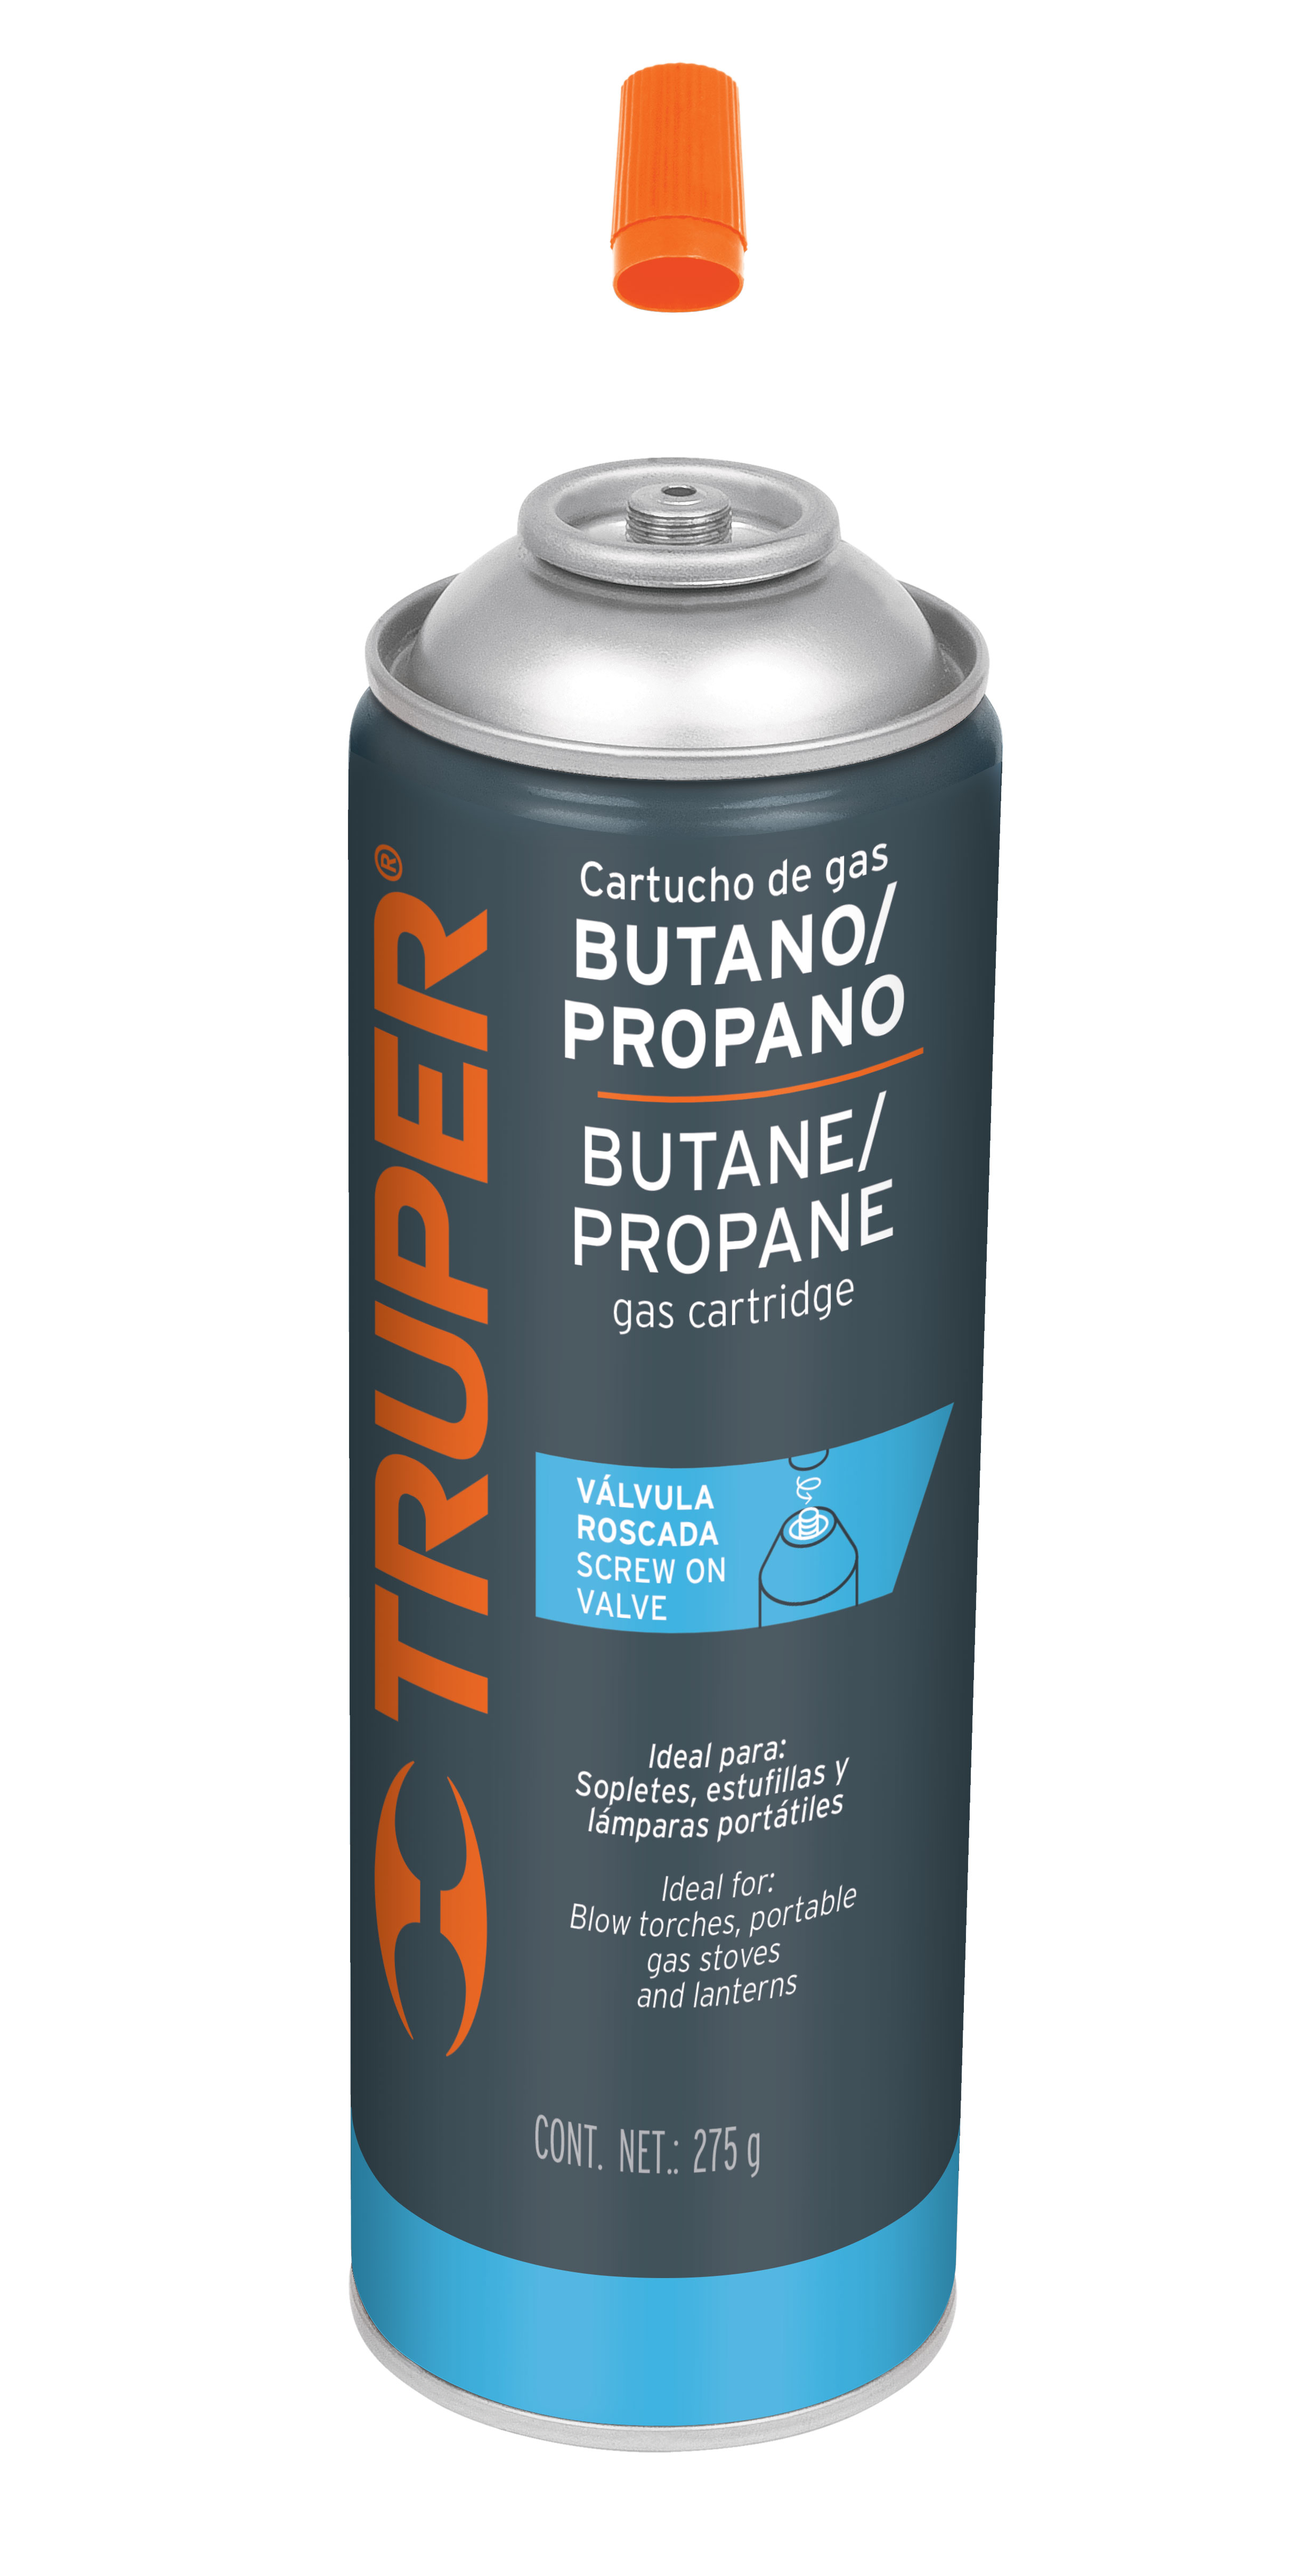 TRUPER®
Cartucho de gas
BUTANO/
PROPANO
BUTANE/
PROPANE
gas cartridge
VÁLVULA
ROSCADA
SCREW ON
VALVE
Ideal para:
Sopletes, estufillas y
lámparas portátiles
Ideal for:
Blow torches, portable
gas stoves
and lanterns
CONT. NET.: 275 g